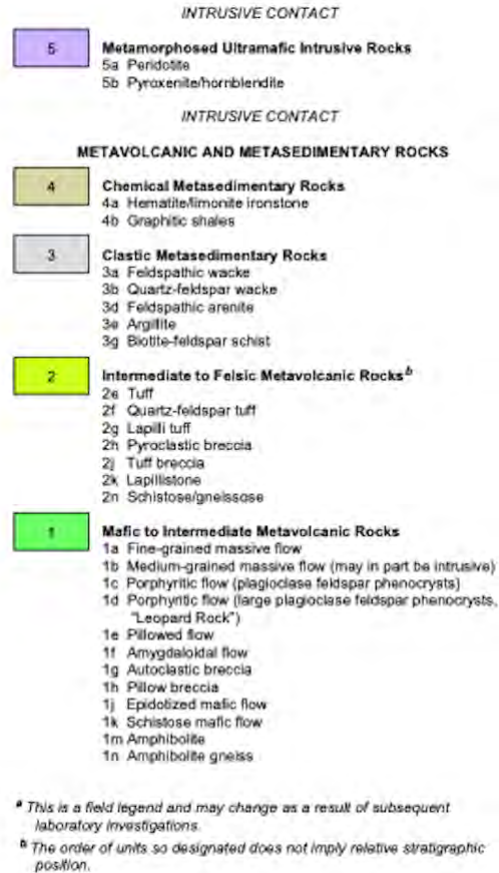 INTRUSIVE CONTACT
5 Metamorphosed Ultramafic Intrusive Rocks
5a Peridotite
5b Pyroxenite/hornblendite
INTRUSIVE CONTACT
METAVOLCANIC AND METASEDIMENTARY ROCKS
4 Chemical Metasedimentary Rocks
4a Hematite/limonite ironstone
4b Graphitic shales
3 Clastic Metasedimentary Rocks
3a Feldspathic wacke
3b Quartz-feldspar wacke
3d Feldspathic arenite
3e Argillite
3g Biotite-feldspar schist
2 Intermediate to Felsic Metavolcanic Rocks b
2e Tuff
2f Quartz-feldspar tuff
2g Lapilli tuff
2h Pyroclastic breccia
2j Tuff breccia
2k Lapillistone
2n Schistose/gneissose
1 Mafic to Intermediate Metavolcanic Rocks
1a Fine-grained massive flow
1b Medium-grained massive flow (may in part be intrusive)
1c Porphyritic flow (plagioclase feldspar phenocrysts)
1d Porphyritic flow (large plagioclase feldspar phenocrysts,
"Leopard Rock")
1e Pillowed flow
1f Amygdaloidal flow
1g Autoclastic breccia
1h Pillow breccia
1j Epidotized mafic flow
1k Schistose mafic flow
1m Amphibolite
1n Amphibolite gneiss
a This is a field legend and may change as a result of subsequent
laboratory investigations.
b The order of units so designated does not imply relative stratigraphic
position.